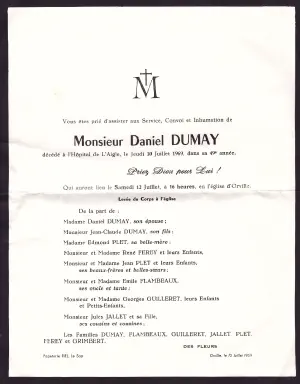 M
Vous êtes prié d'assister aux Service, Convoi et Inhumation de
Monsieur Daniel DUMAY
décédé à l'Hôpital de L'Aigle, le Jeudi 10 Juillet 1969, dans sa 49e année.
Priez Dieu pour Lui !
Qui auront lieu le Samedi 12 Juillet, à 16 heures, en l'église d'Orville.
Levée du Corps à l'église
De la part de :
Madame Daniel DUMAY, son épouse ;
Monsieur Jean-Claude DUMAY, son fils ;
Madame Edmond PLET, sa belle-mère ;
Monsieur et Madame René FEREY et leurs Enfants,
Monsieur et Madame Jean PLET et leurs Enfants,
ses beaux-frères et belles-sœurs ;
Monsieur et Madame Emile FLAMBEAUX,
ses oncle et tante ;
Monsieur et Madame Georges GUILLERET, leurs Enfants
et Petits-Enfants,
Monsieur Jules JALLET et sa Fille,
ses cousins et cousines ;
Les Familles DUMAY, FLAMBEAUX, GUILLERET, JALLET, PLET,
FEREY et GRIMBERT.
DES FLEURS
Papeterie le Sap
Orville, le 10 Juillet 1969